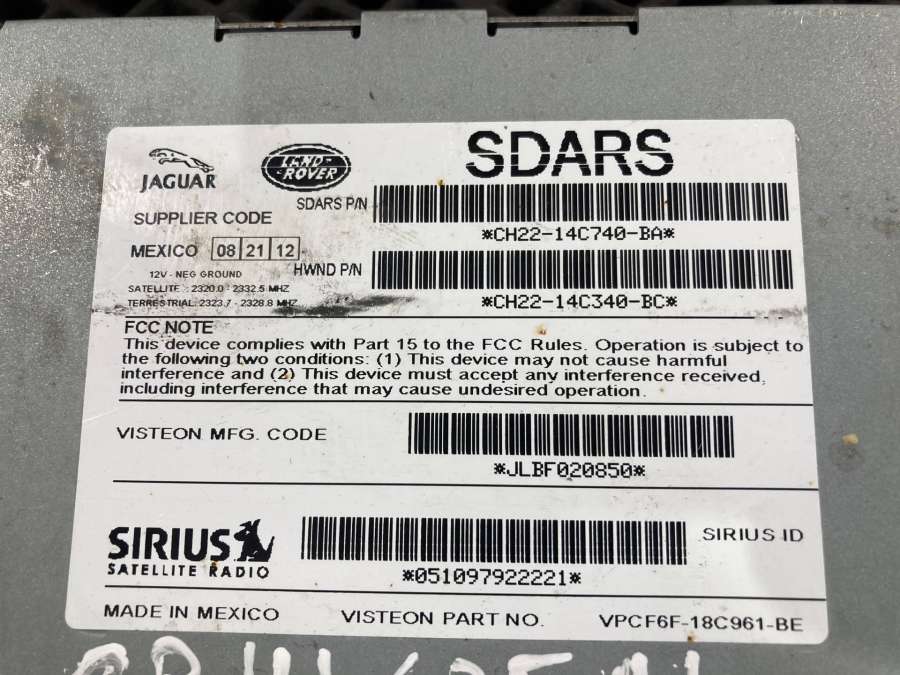 SDARS
JAGUAR
LAND-
ROVER
SDARS P/N
*CH22-14C740-BA*
SUPPLIER CODE
MEXICO 08 21 12
HWND P/N
*CH22-14C340-BC*
12V - NEG GROUND
SATELLITE : 2320.0 - 2332.5 MHZ
TERRESTRIAL: 2323.7 - 2328.8 MHZ
FCC NOTE
This device complies with Part 15 to the FCC Rules. Operation is subject to
the following two conditions: (1) This device may not cause harmful
interference and (2) This device must accept any interference received,
including interference that may cause undesired operation.
VISTEON MFG. CODE
*JLBF020850*
SIRIUS
SATELLITE RADIO
*051097922221*
SIRIUS ID
MADE IN MEXICO VISTEON PART NO. VPCF6F-18C961-BE